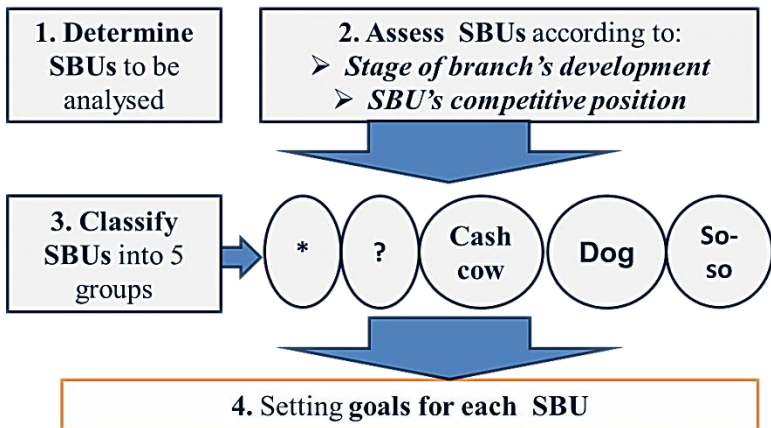 1. Determine
SBUs to be
analysed
2. Assess SBUs according to:
➢ Stage of branch's development
➢ SBU's competitive position
3. Classify
SBUs into 5
groups
*
?
Cash
cow
Dog
So-
so
4. Setting goals for each SBU